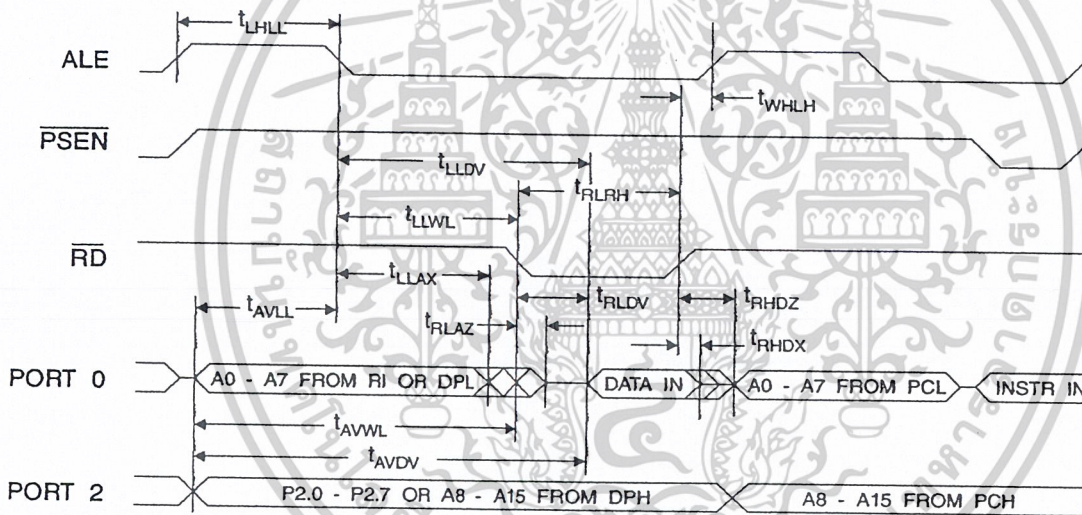 tLHLL
ALE
tWHLH
PSEN
tLLDV
tRLRH
tLLWL
RD
tLLAX
tAVLL
tRLDV
tRHDZ
tRLAZ
tRHDX
PORT 0
A0 - A7 FROM RI OR DPL
DATA IN
A0 - A7 FROM PCL
INSTR IN
tAVWL
tAVDV
PORT 2
P2.0 - P2.7 OR A8 - A15 FROM DPH
A8 - A15 FROM PCH